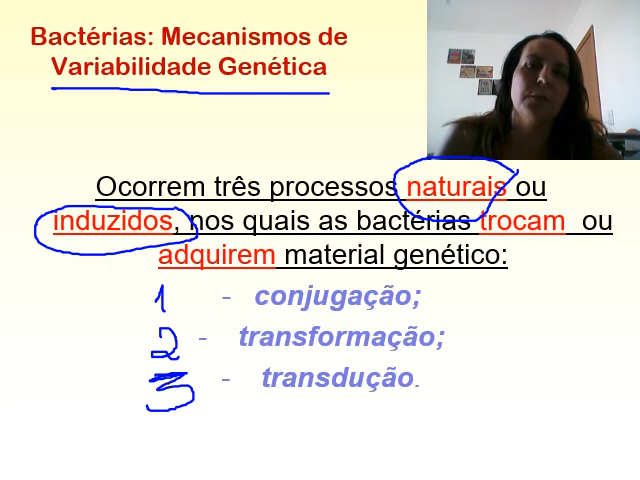 Bactérias: Mecanismos de
Variabilidade Genética
Ocorrem três processos naturais ou
induzidos, nos quais as bactérias trocam ou
adquirem material genético:
1 - conjugação;
2 - transformação;
3 - transdução.